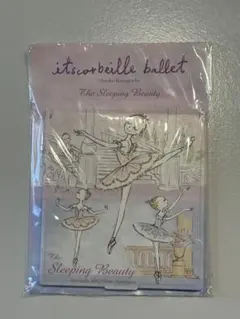 itscorbeille ballet
The Sleeping Beauty
The
Sleeping Beauty